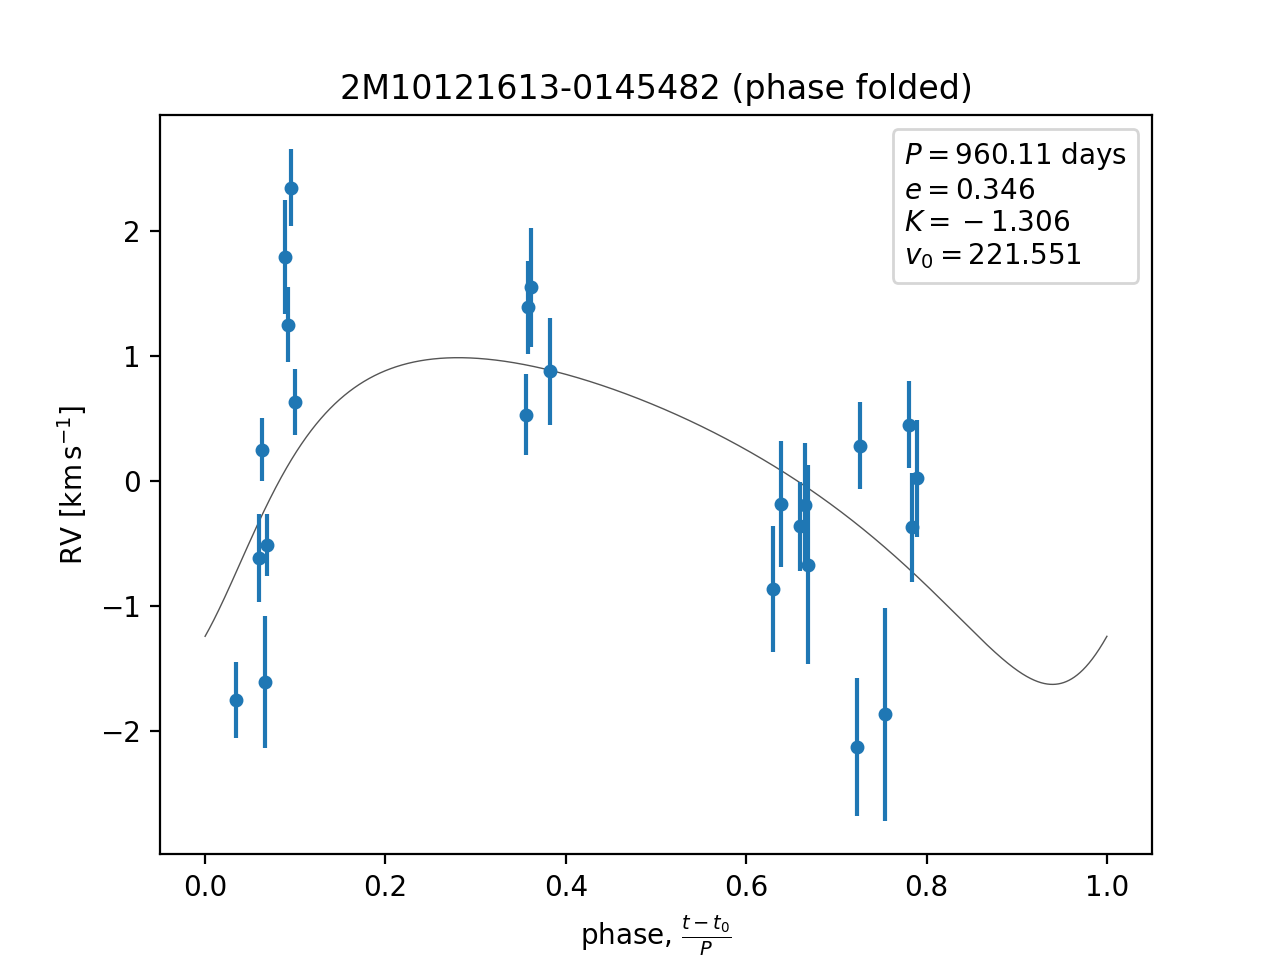 2M10121613-0145482 (phase folded)
P = 960.11 days
e = 0.346
K = −1.306
v₀ = 221.551
RV [km s⁻¹]
2
1
0
−1
−2
0.0 0.2 0.4 0.6 0.8 1.0
phase, (t − t₀)/P